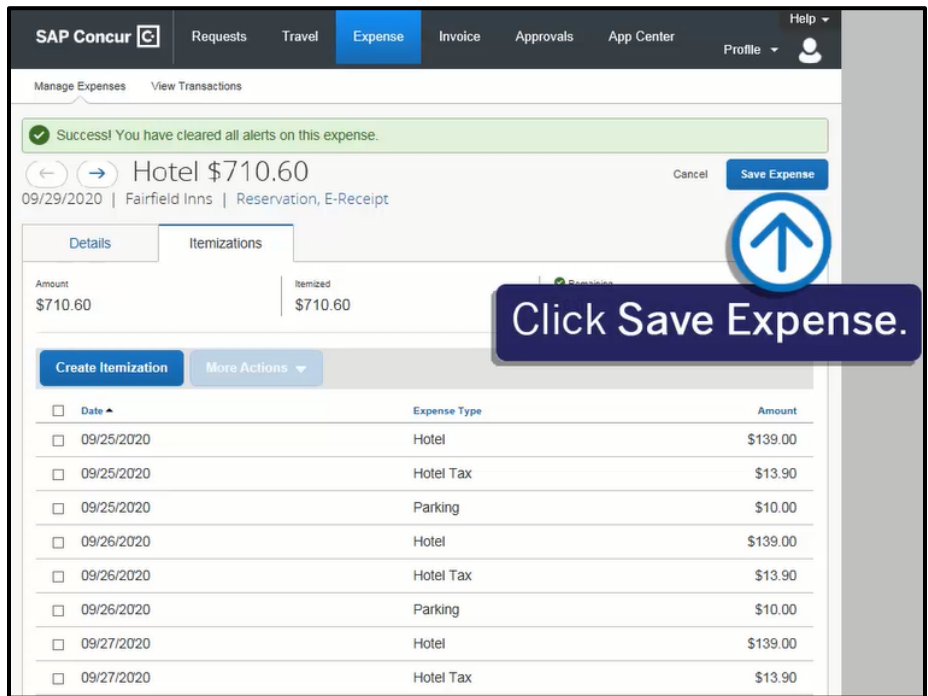 Help
SAP Concur C Requests Travel Expense Invoice Approvals App Center
Profile
Manage Expenses View Transactions
Success! You have cleared all alerts on this expense.
Hotel $710.60
Cancel Save Expense
09/29/2020 | Fairfield Inns | Reservation, E-Receipt
Details Itemizations
Amount Itemized Remaining
$710.60 $710.60
Click Save Expense.
Create Itemization More Actions
Date Expense Type Amount
09/25/2020 Hotel $139.00
09/25/2020 Hotel Tax $13.90
09/25/2020 Parking $10.00
09/26/2020 Hotel $139.00
09/26/2020 Hotel Tax $13.90
09/26/2020 Parking $10.00
09/27/2020 Hotel $139.00
09/27/2020 Hotel Tax $13.90